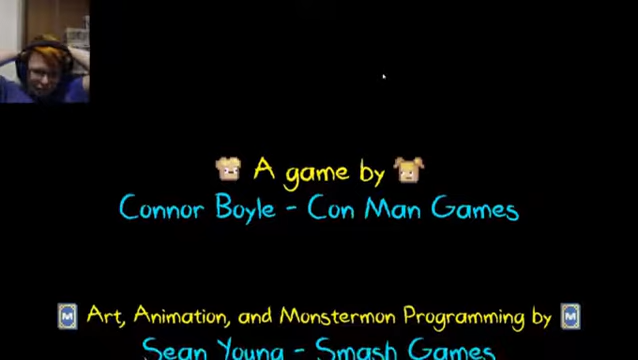 A game by
Connor Boyle - Con Man Games
Art, Animation, and Monstermon Programming by
Sean Young - Smash Games